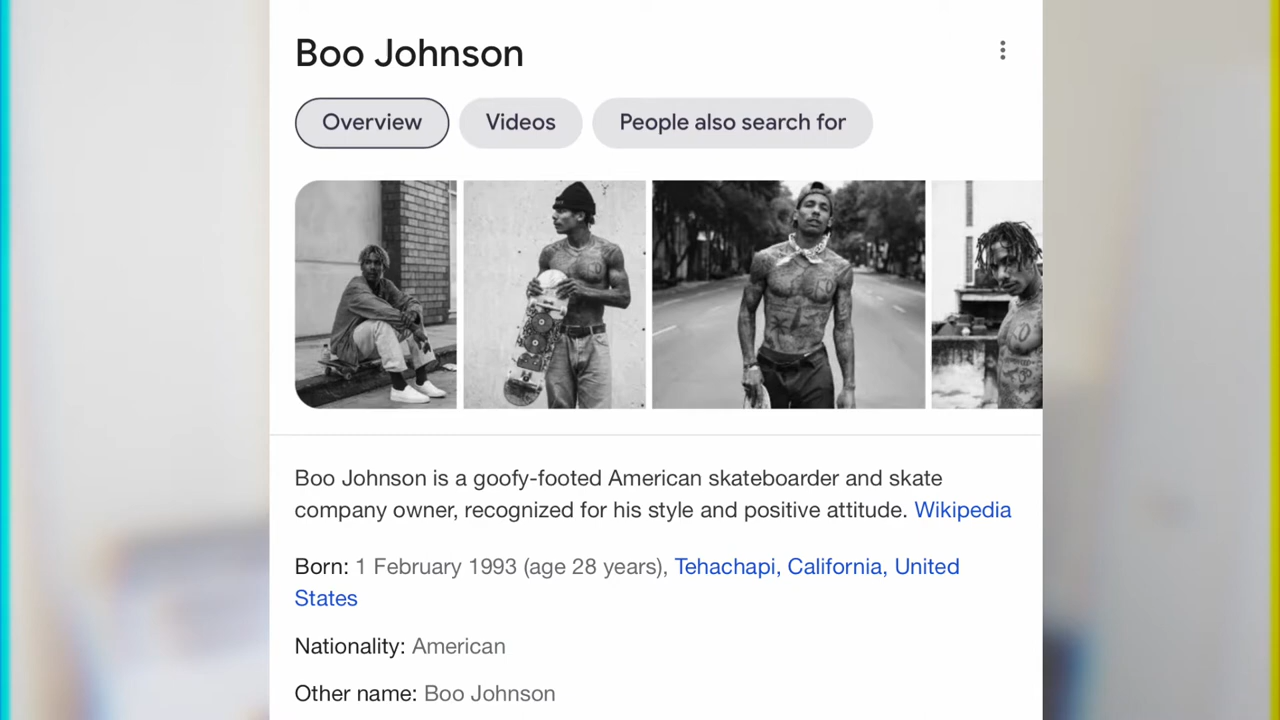 Boo Johnson
Overview
Videos
People also search for
Boo Johnson is a goofy-footed American skateboarder and skate
company owner, recognized for his style and positive attitude. Wikipedia
Born: 1 February 1993 (age 28 years), Tehachapi, California, United
States
Nationality: American
Other name: Boo Johnson